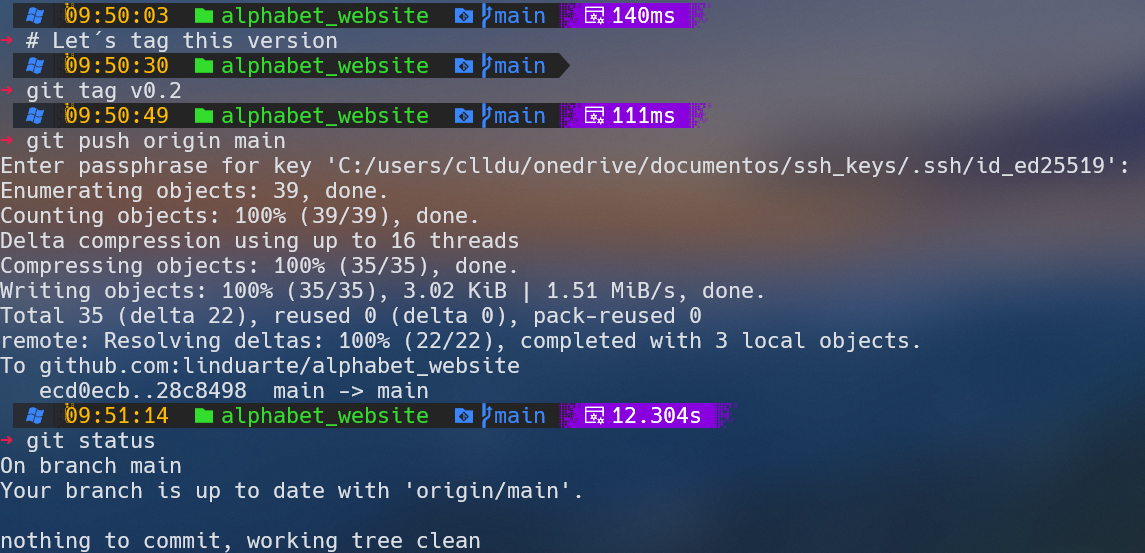 09:50:03 alphabet_website main 140ms
→ # Let´s tag this version
09:50:30 alphabet_website main
→ git tag v0.2
09:50:49 alphabet_website main 111ms
→ git push origin main
Enter passphrase for key 'C:/users/clldu/onedrive/documentos/ssh_keys/.ssh/id_ed25519':
Enumerating objects: 39, done.
Counting objects: 100% (39/39), done.
Delta compression using up to 16 threads
Compressing objects: 100% (35/35), done.
Writing objects: 100% (35/35), 3.02 KiB | 1.51 MiB/s, done.
Total 35 (delta 22), reused 0 (delta 0), pack-reused 0
remote: Resolving deltas: 100% (22/22), completed with 3 local objects.
To github.com:linduarte/alphabet_website
   ecd0ecb..28c8498  main -> main
09:51:14 alphabet_website main 12.304s
→ git status
On branch main
Your branch is up to date with 'origin/main'.

nothing to commit, working tree clean